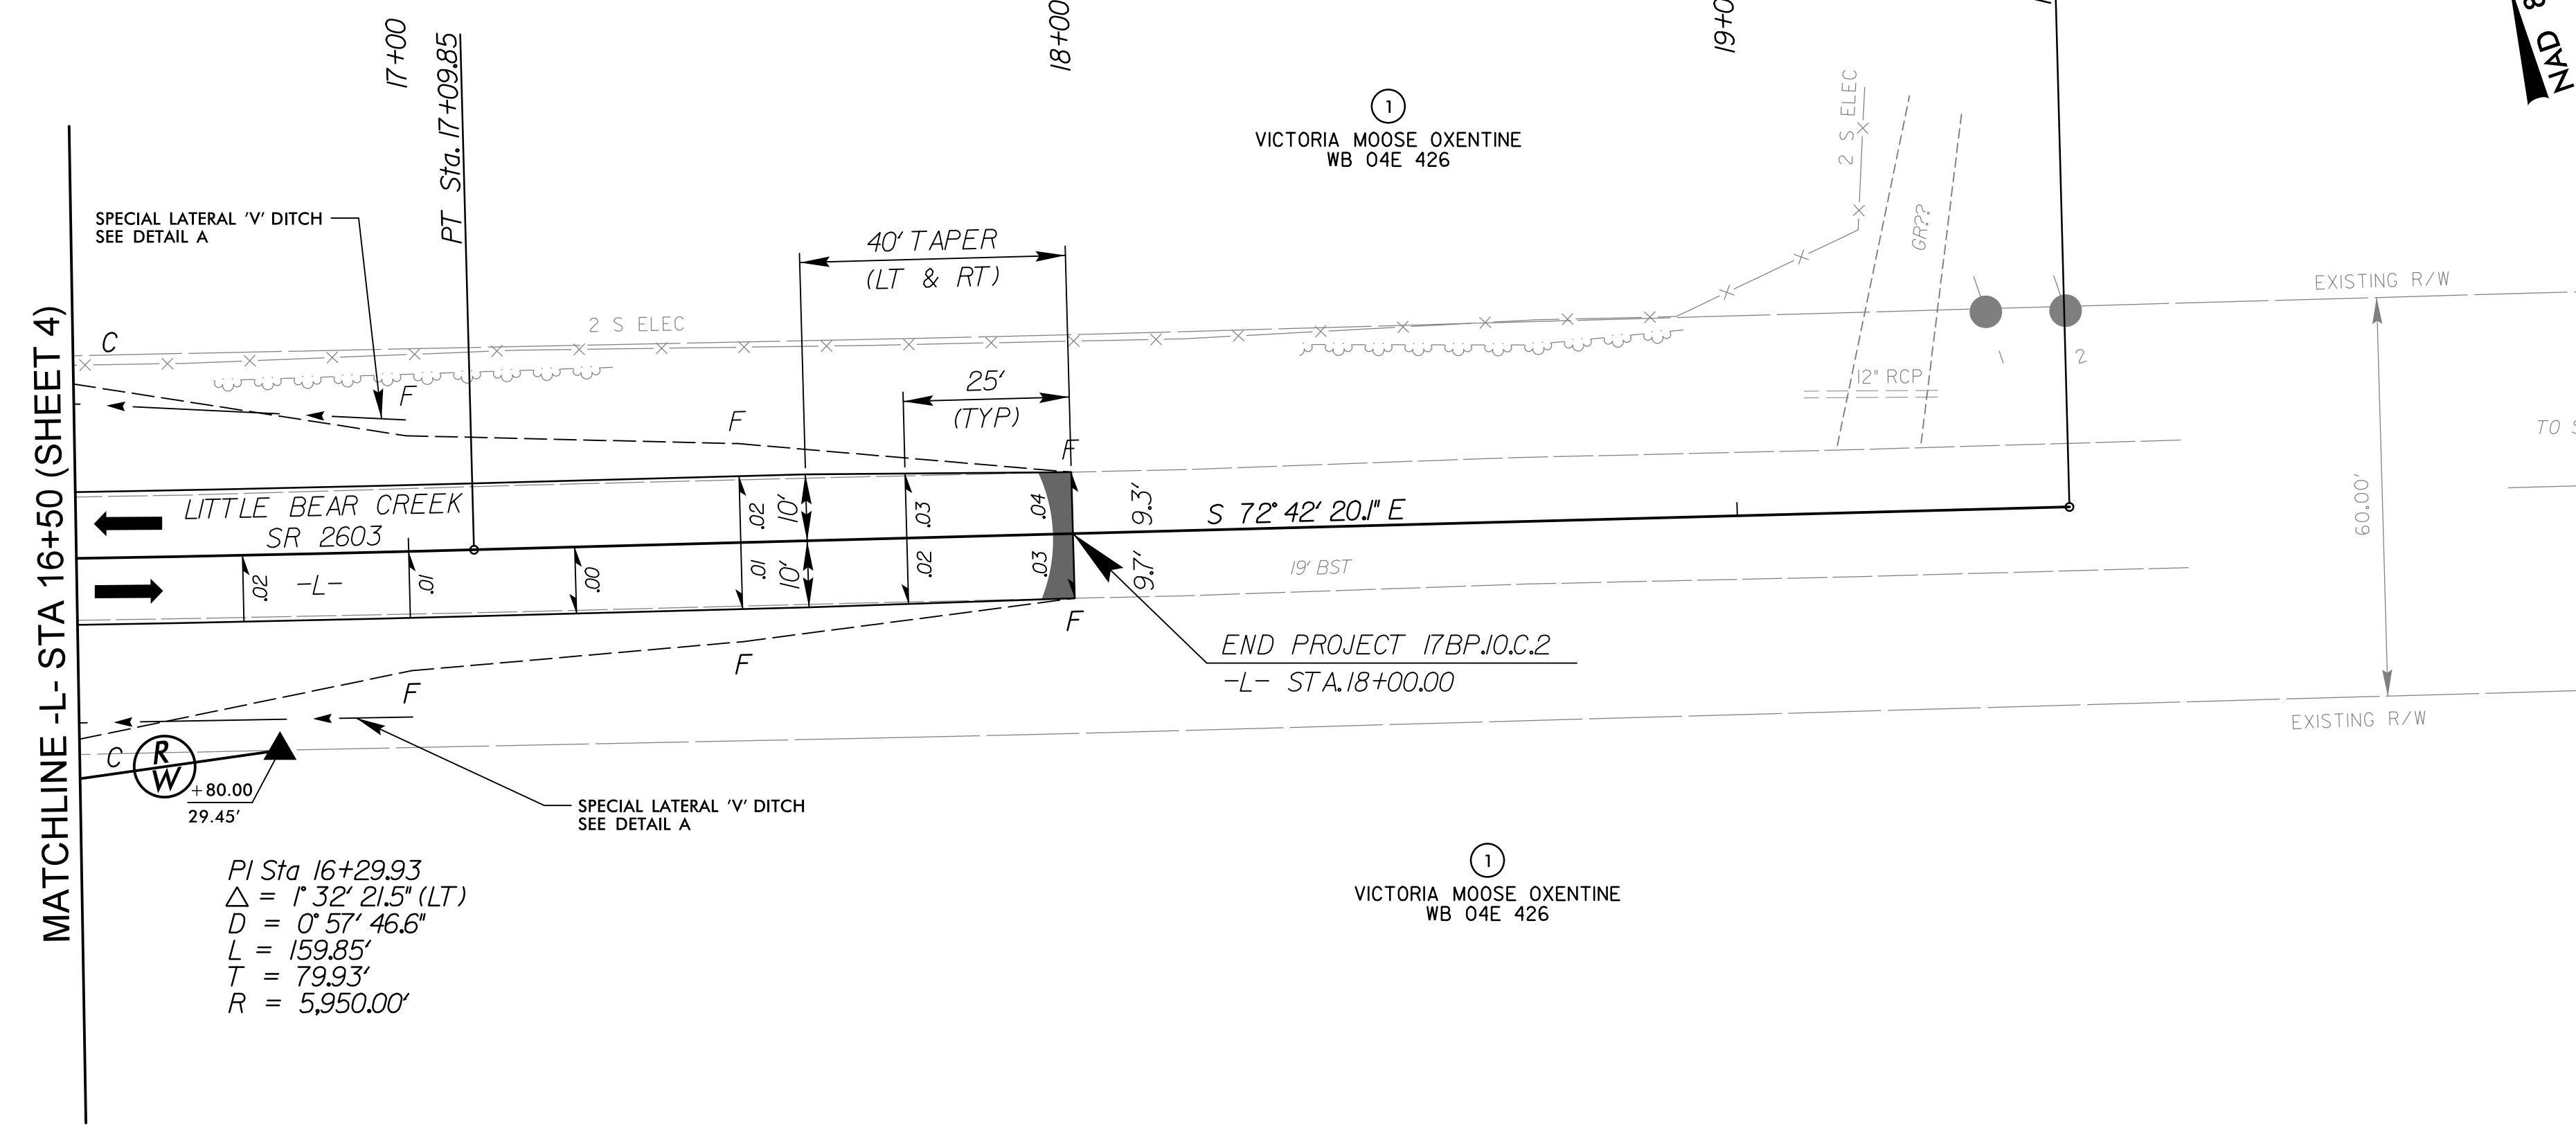 MATCHLINE -L- STA 16+50 (SHEET 4)
17+00
PT Sta. 17+09.85
18+00
NAD 8
1
VICTORIA MOOSE OXENTINE
WB 04E 426
2 S ELEC
GR??
SPECIAL LATERAL 'V' DITCH
SEE DETAIL A
40' TAPER
(LT & RT)
C
2 S ELEC
EXISTING R/W
1
2
F
F
25'
(TYP)
F
12" RCP
TO
60.00'
LITTLE BEAR CREEK
SR 2603
.02
10'
.03
.04
9.3'
S 72° 42' 20.1" E
.02
-L-
.01
.00
.01
10'
.02
.03
9.7'
19' BST
F
F
F
END PROJECT 17BP.10.C.2
-L- STA.18+00.00
EXISTING R/W
C
R
W
+80.00
29.45'
SPECIAL LATERAL 'V' DITCH
SEE DETAIL A
PI Sta 16+29.93
△ = 1° 32' 21.5" (LT)
D = 0° 57' 46.6"
L = 159.85'
T = 79.93'
R = 5,950.00'
1
VICTORIA MOOSE OXENTINE
WB 04E 426